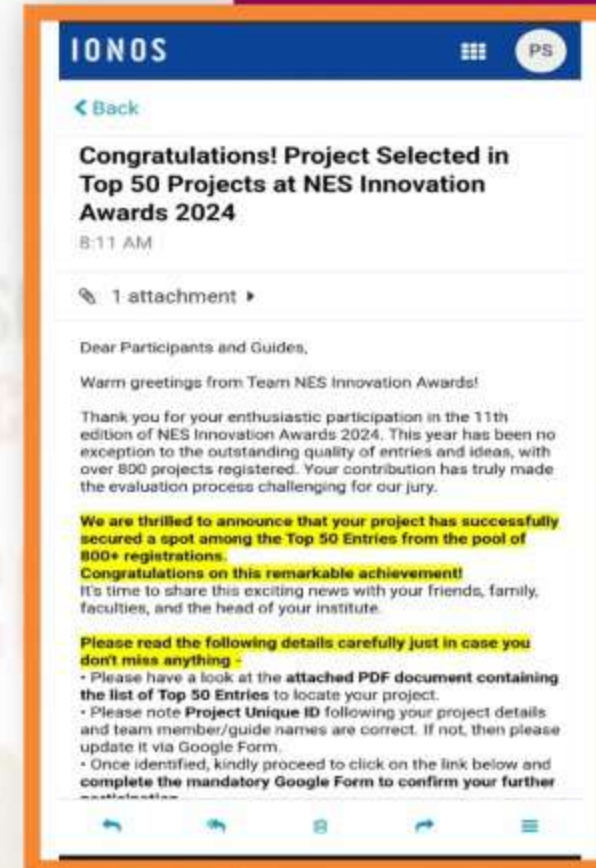 IONOS
PS
Back
Congratulations! Project Selected in
Top 50 Projects at NES Innovation
Awards 2024
8:11 AM
1 attachment
Dear Participants and Guides,
Warm greetings from Team NES Innovation Awards!
Thank you for your enthusiastic participation in the 11th
edition of NES Innovation Awards 2024. This year has been no
exception to the outstanding quality of entries and ideas, with
over 800 projects registered. Your contribution has truly made
the evaluation process challenging for our jury.
We are thrilled to announce that your project has successfully
secured a spot among the Top 50 Entries from the pool of
800+ registrations.
Congratulations on this remarkable achievement!
It's time to share this exciting news with your friends, family,
faculties, and the head of your institute.
Please read the following details carefully just in case you
don't miss anything -
• Please have a look at the attached PDF document containing
the list of Top 50 Entries to locate your project.
• Please note Project Unique ID following your project details
and team member/guide names are correct. If not, then please
update it via Google Form.
• Once identified, kindly proceed to click on the link below and
complete the mandatory Google Form to confirm your further